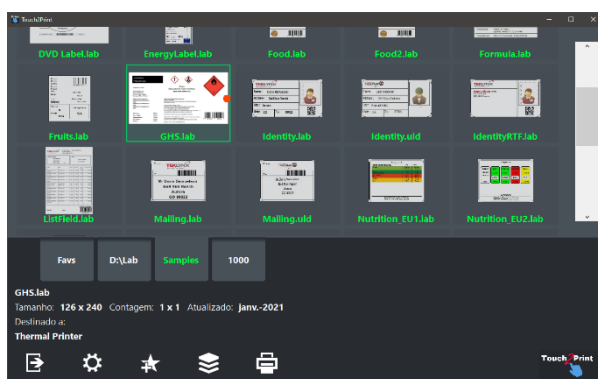 Touch2Print
DVD Label.lab
EnergyLabel.lab
Food.lab
Food2.lab
Formula.lab
Fruits.lab
GHS.lab
Identity.lab
Identity.uld
IdentityRTF.lab
ListField.lab
Mailing.lab
Mailing.uld
Nutrition_EU1.lab
Nutrition_EU2.lab
Favs
D:\Lab
Samples
1000
GHS.lab
Tamanho: 126 x 240 Contagem: 1 x 1 Atualizado: janv.-2021
Destinado a:
Thermal Printer
Touch2Print